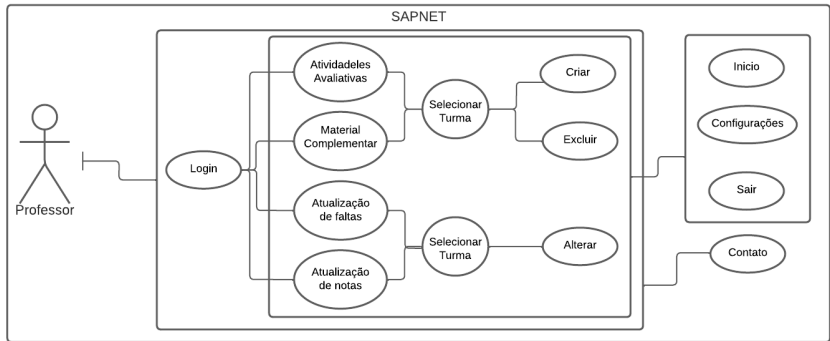 SAPNET
Professor
Login
Atividadeles
Avaliativas
Material
Complementar
Atualização
de faltas
Atualização
de notas
Selecionar
Turma
Selecionar
Turma
Criar
Excluir
Alterar
Inicio
Configurações
Sair
Contato